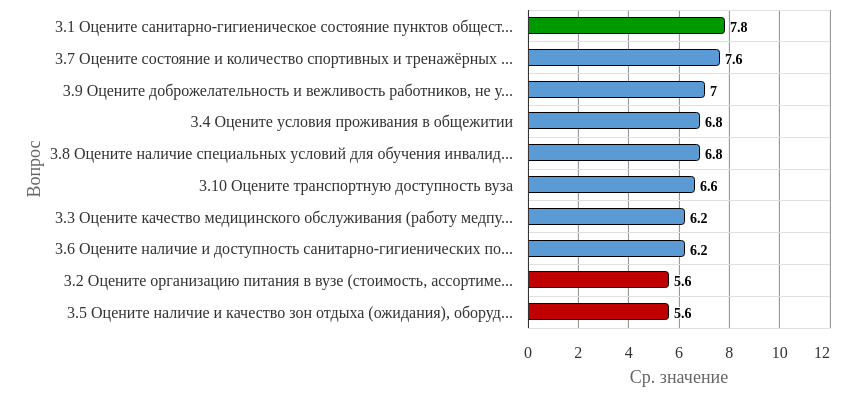 3.1 Оцените санитарно-гигиеническое состояние пунктов общест... 7.8
3.7 Оцените состояние и количество спортивных и тренажёрных ... 7.6
3.9 Оцените доброжелательность и вежливость работников, не у... 7
3.4 Оцените условия проживания в общежитии 6.8
3.8 Оцените наличие специальных условий для обучения инвалид... 6.8
3.10 Оцените транспортную доступность вуза 6.6
3.3 Оцените качество медицинского обслуживания (работу медпу... 6.2
3.6 Оцените наличие и доступность санитарно-гигиенических по... 6.2
3.2 Оцените организацию питания в вузе (стоимость, ассортиме... 5.6
3.5 Оцените наличие и качество зон отдыха (ожидания), оборуд... 5.6
Вопрос
0 2 4 6 8 10 12
Ср. значение